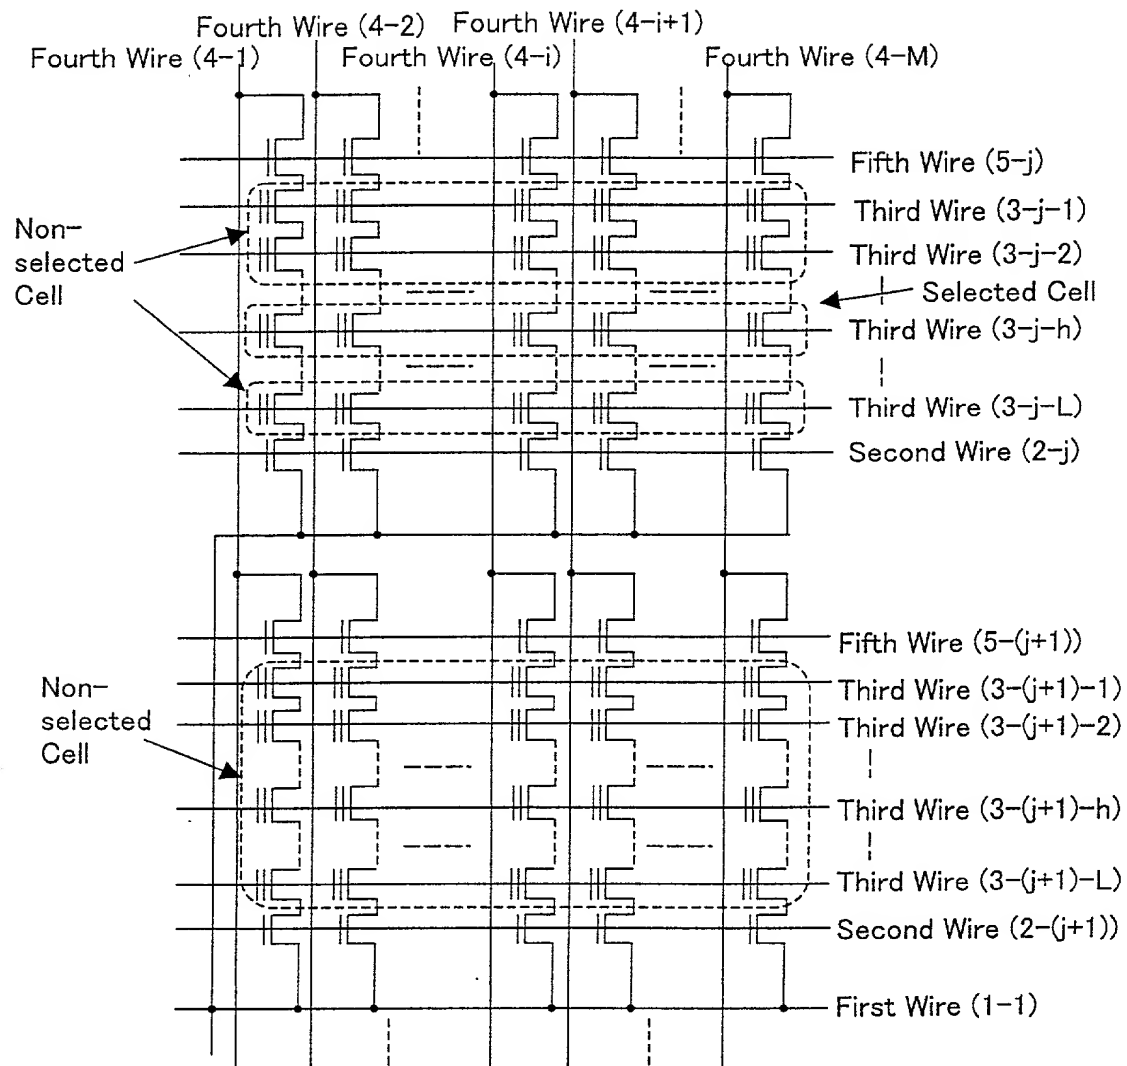 Fourth Wire (4-2)
Fourth Wire (4-i+1)
Fourth Wire (4-1)
Fourth Wire (4-i)
Fourth Wire (4-M)
Fifth Wire (5-j)
Third Wire (3-j-1)
Non-
selected
Cell
Third Wire (3-j-2)
Selected Cell
Third Wire (3-j-h)
Third Wire (3-j-L)
Second Wire (2-j)
Fifth Wire (5-(j+1))
Non-
selected
Cell
Third Wire (3-(j+1)-1)
Third Wire (3-(j+1)-2)
Third Wire (3-(j+1)-h)
Third Wire (3-(j+1)-L)
Second Wire (2-(j+1))
First Wire (1-1)